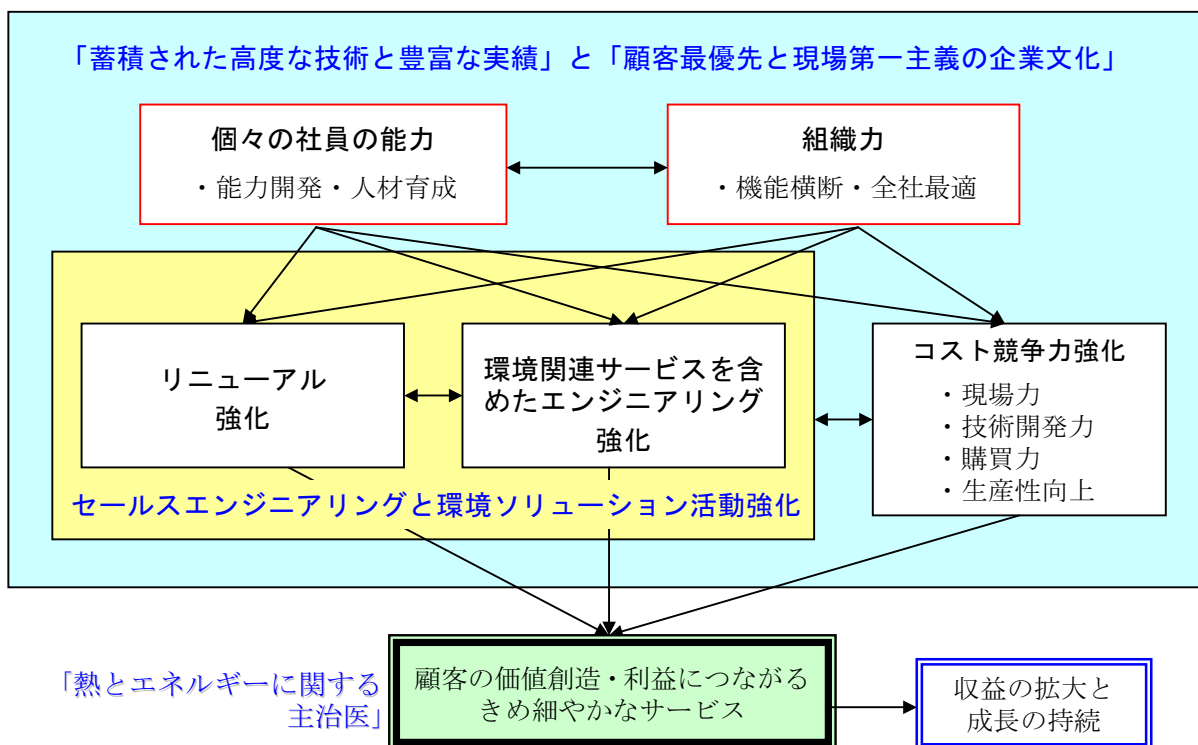 「蓄積された高度な技術と豊富な実績」と「顧客最優先と現場第一主義の企業文化」
個々の社員の能力
・能力開発・人材育成
組織力
・機能横断・全社最適
リニューアル
強化
環境関連サービスを含
めたエンジニアリング
強化
コスト競争力強化
・現場力
・技術開発力
・購買力
・生産性向上
セールスエンジニアリングと環境ソリューション活動強化
「熱とエネルギーに関する
主治医」
顧客の価値創造・利益につながる
きめ細やかなサービス
収益の拡大と
成長の持続